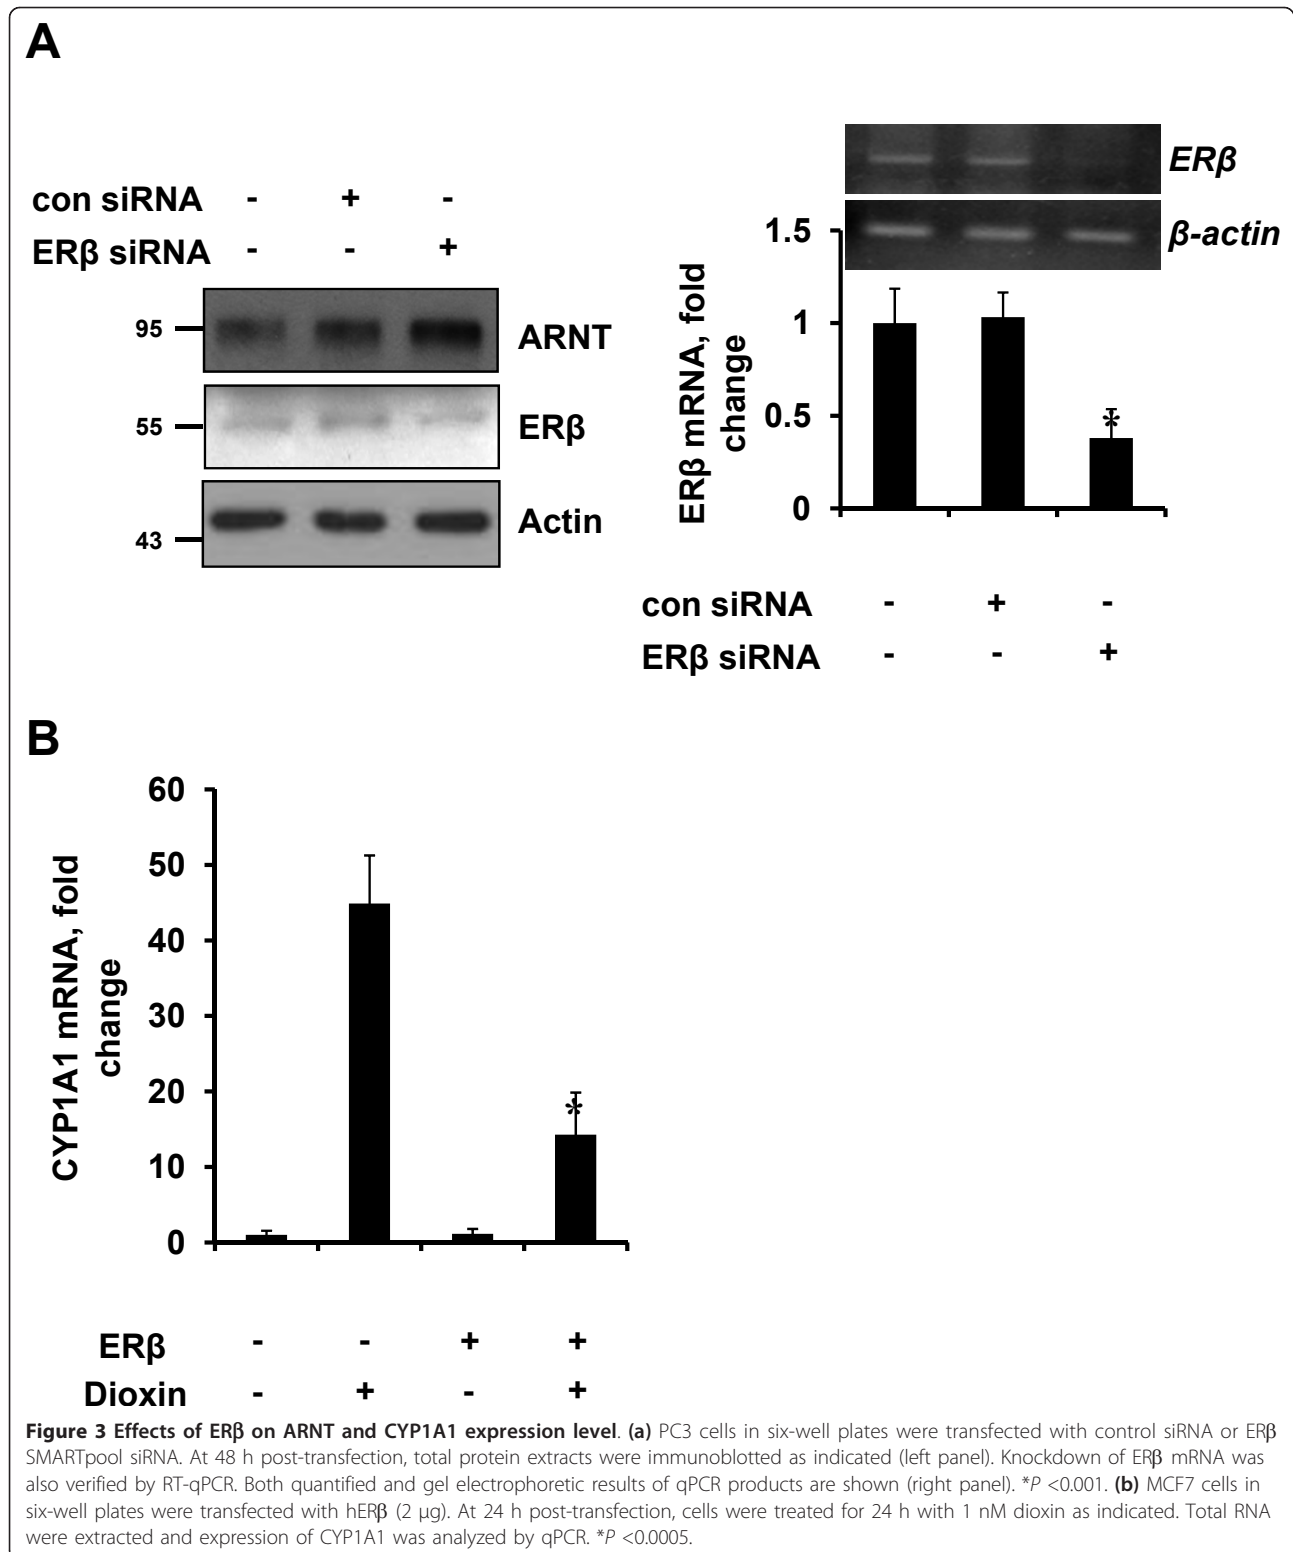 A
con siRNA - + -
ERβ siRNA - - +
95 ARNT
55 ERβ
43 Actin
ERβ
β-actin
ERβ mRNA, fold
change
1.5
1
0.5
0
*
con siRNA - + -
ERβ siRNA - - +
B
CYP1A1 mRNA, fold
change
60
50
40
30
20
10
0
*
ERβ - - + +
Dioxin - + - +
Figure 3 Effects of ERβ on ARNT and CYP1A1 expression level. (a) PC3 cells in six-well plates were transfected with control siRNA or ERβ
SMARTpool siRNA. At 48 h post-transfection, total protein extracts were immunoblotted as indicated (left panel). Knockdown of ERβ mRNA was
also verified by RT-qPCR. Both quantified and gel electrophoretic results of qPCR products are shown (right panel). *P <0.001. (b) MCF7 cells in
six-well plates were transfected with hERβ (2 μg). At 24 h post-transfection, cells were treated for 24 h with 1 nM dioxin as indicated. Total RNA
were extracted and expression of CYP1A1 was analyzed by qPCR. *P <0.0005.